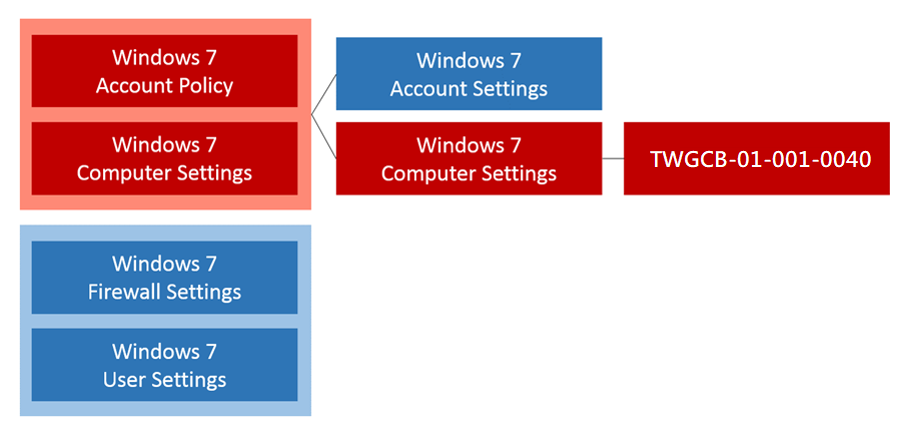 Windows 7
Account Policy
Windows 7
Computer Settings
Windows 7
Account Settings
Windows 7
Computer Settings
TWGCB-01-001-0040
Windows 7
Firewall Settings
Windows 7
User Settings